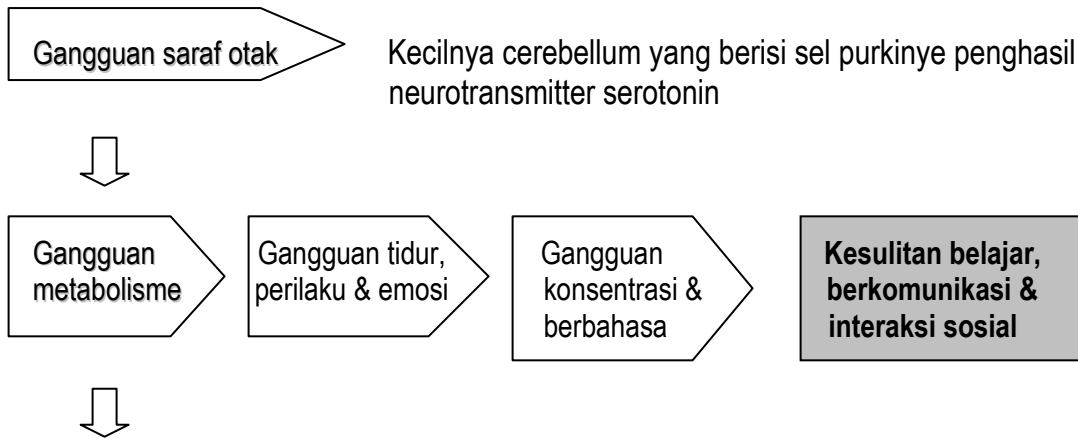 Gangguan saraf otak
Kecilnya cerebellum yang berisi sel purkinye penghasil
neurotransmitter serotonin
Gangguan
metabolisme
Gangguan tidur,
perilaku & emosi
Gangguan
konsentrasi &
berbahasa
Kesulitan belajar,
berkomunikasi &
interaksi sosial